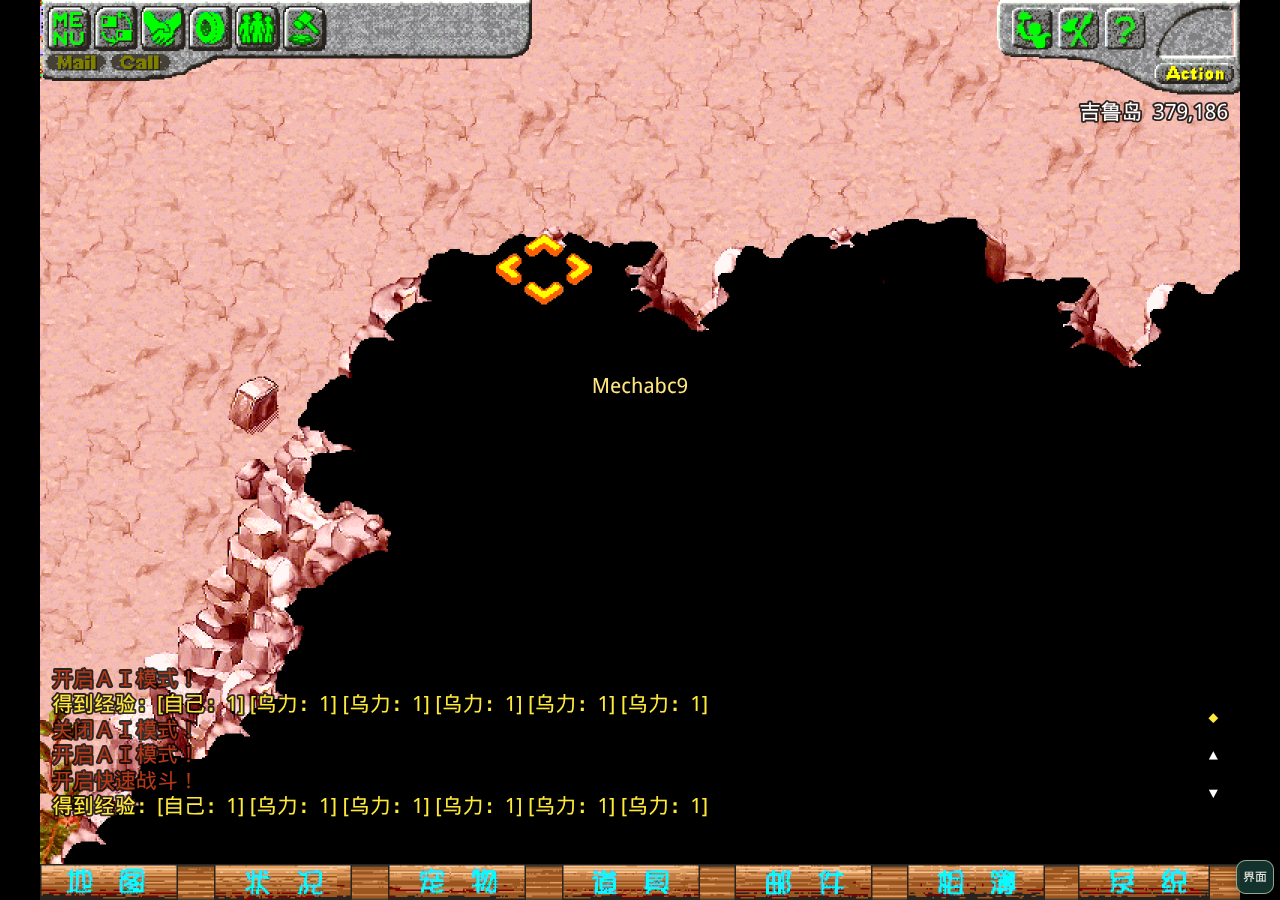 MENU
Mail Call
Action
吉鲁岛 379,186
Mechabc9
开启ＡＩ模式！
得到经验：[自己：1][乌力：1][乌力：1][乌力：1][乌力：1][乌力：1]
关闭ＡＩ模式！
开启ＡＩ模式！
开启快速战斗！
得到经验：[自己：1][乌力：1][乌力：1][乌力：1][乌力：1][乌力：1]
地图 状况 宠物 道具 邮件 相簿 系统
界面